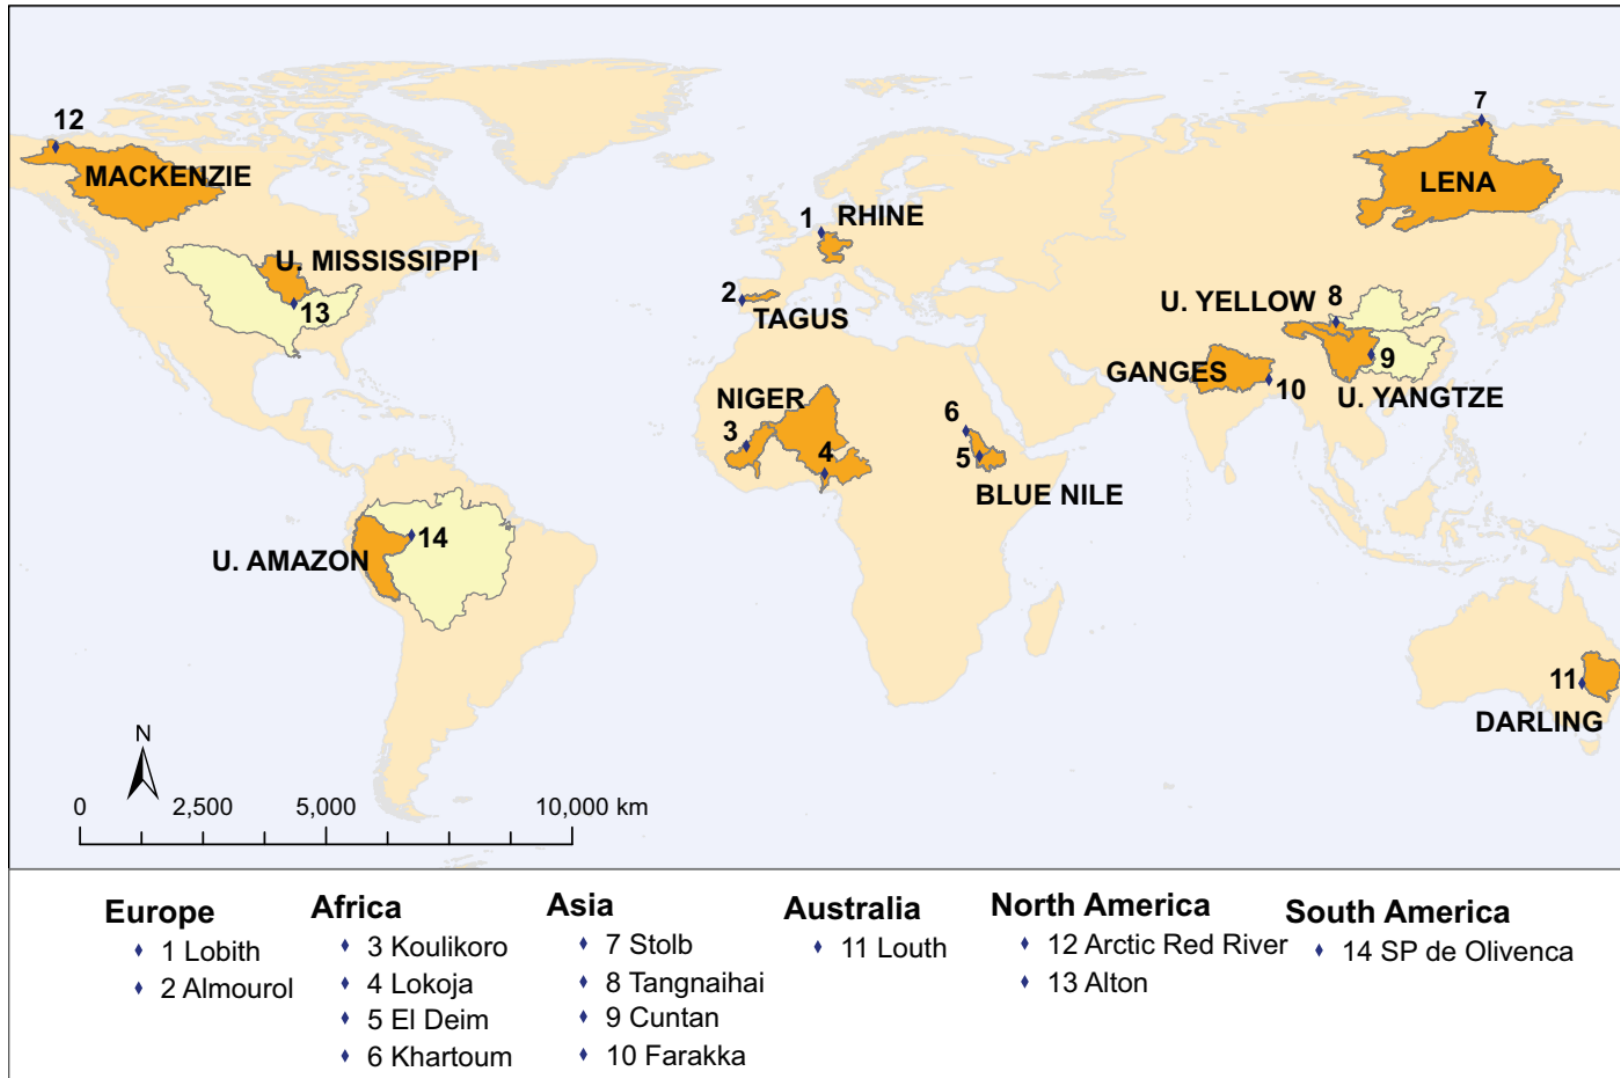 12
7
MACKENZIE
LENA
1
RHINE
U. MISSISSIPPI
13
2
TAGUS
U. YELLOW
8
9
GANGES
10
U. YANGTZE
NIGER
3
4
6
5
BLUE NILE
14
U. AMAZON
11
DARLING
N
0
2,500
5,000
10,000 km
Europe
1 Lobith
2 Almourol
Africa
3 Koulikoro
4 Lokoja
5 El Deim
6 Khartoum
Asia
7 Stolb
8 Tangnaihai
9 Cuntan
10 Farakka
Australia
11 Louth
North America
12 Arctic Red River
13 Alton
South America
14 SP de Olivenca